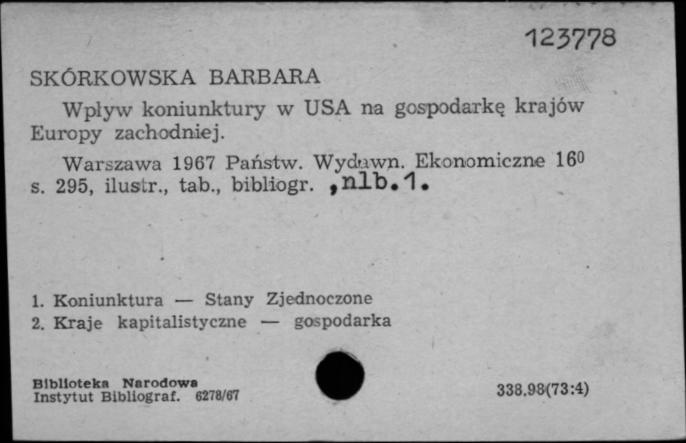 123778
SKÓRKOWSKA BARBARA
Wpływ koniunktury w USA na gospodarkę krajów
Europy zachodniej.
Warszawa 1967 Państw. Wydawn. Ekonomiczne 16⁰
s. 295, ilustr., tab., bibliogr. ,nlb.1.
1. Koniunktura — Stany Zjednoczone
2. Kraje kapitalistyczne — gospodarka
Biblioteka Narodowa
Instytut Bibliograf. 6278/67
338.98(73:4)